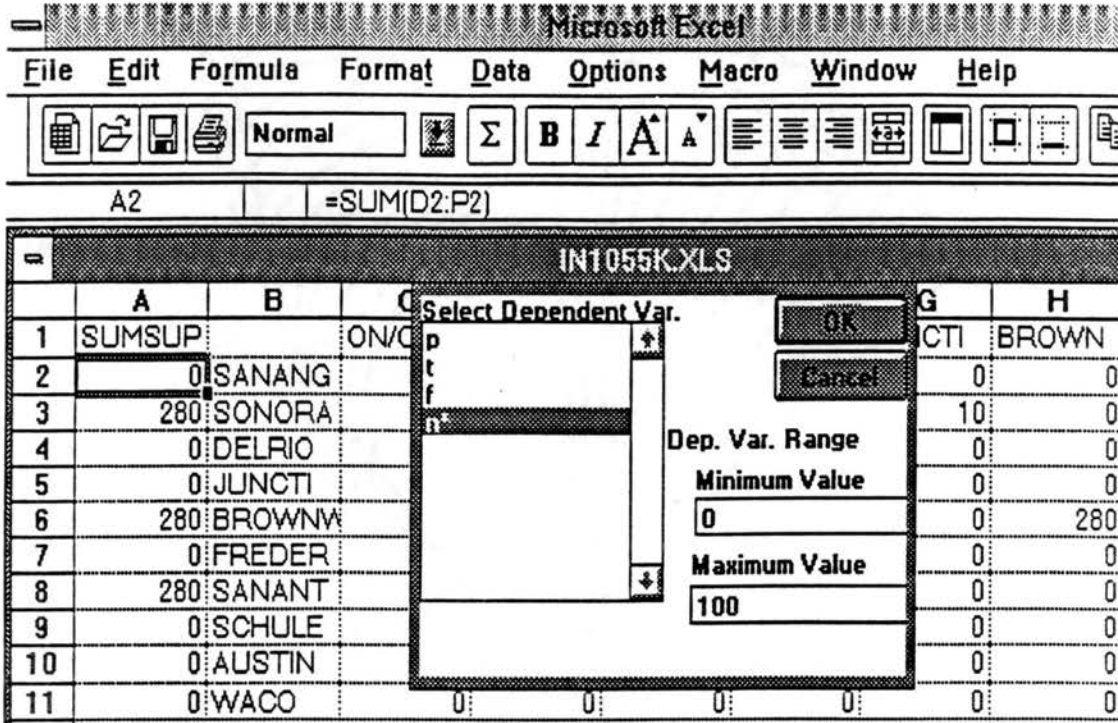 Microsoft Excel
File Edit Formula Format Data Options Macro Window Help
Normal Σ B I A A a
A2 =SUM(D2:P2)
IN1055K.XLS
A B G H
1 SUMSUP ON/ CTI BROWN
2 0 SANANG 0 0
3 280 SONORA 10 0
4 0 DELRIO 0 0
5 0 JUNCTI 0 0
6 280 BROWNW 0 280
7 0 FREDER 0 0
8 280 SANANT 0 0
9 0 SCHULE 0 0
10 0 AUSTIN 0 0
11 0 WACO 0 0 0 0 0 0
Select Dependent Var.
p
t
f
OK
Cancel
Dep. Var. Range
Minimum Value
0
Maximum Value
100